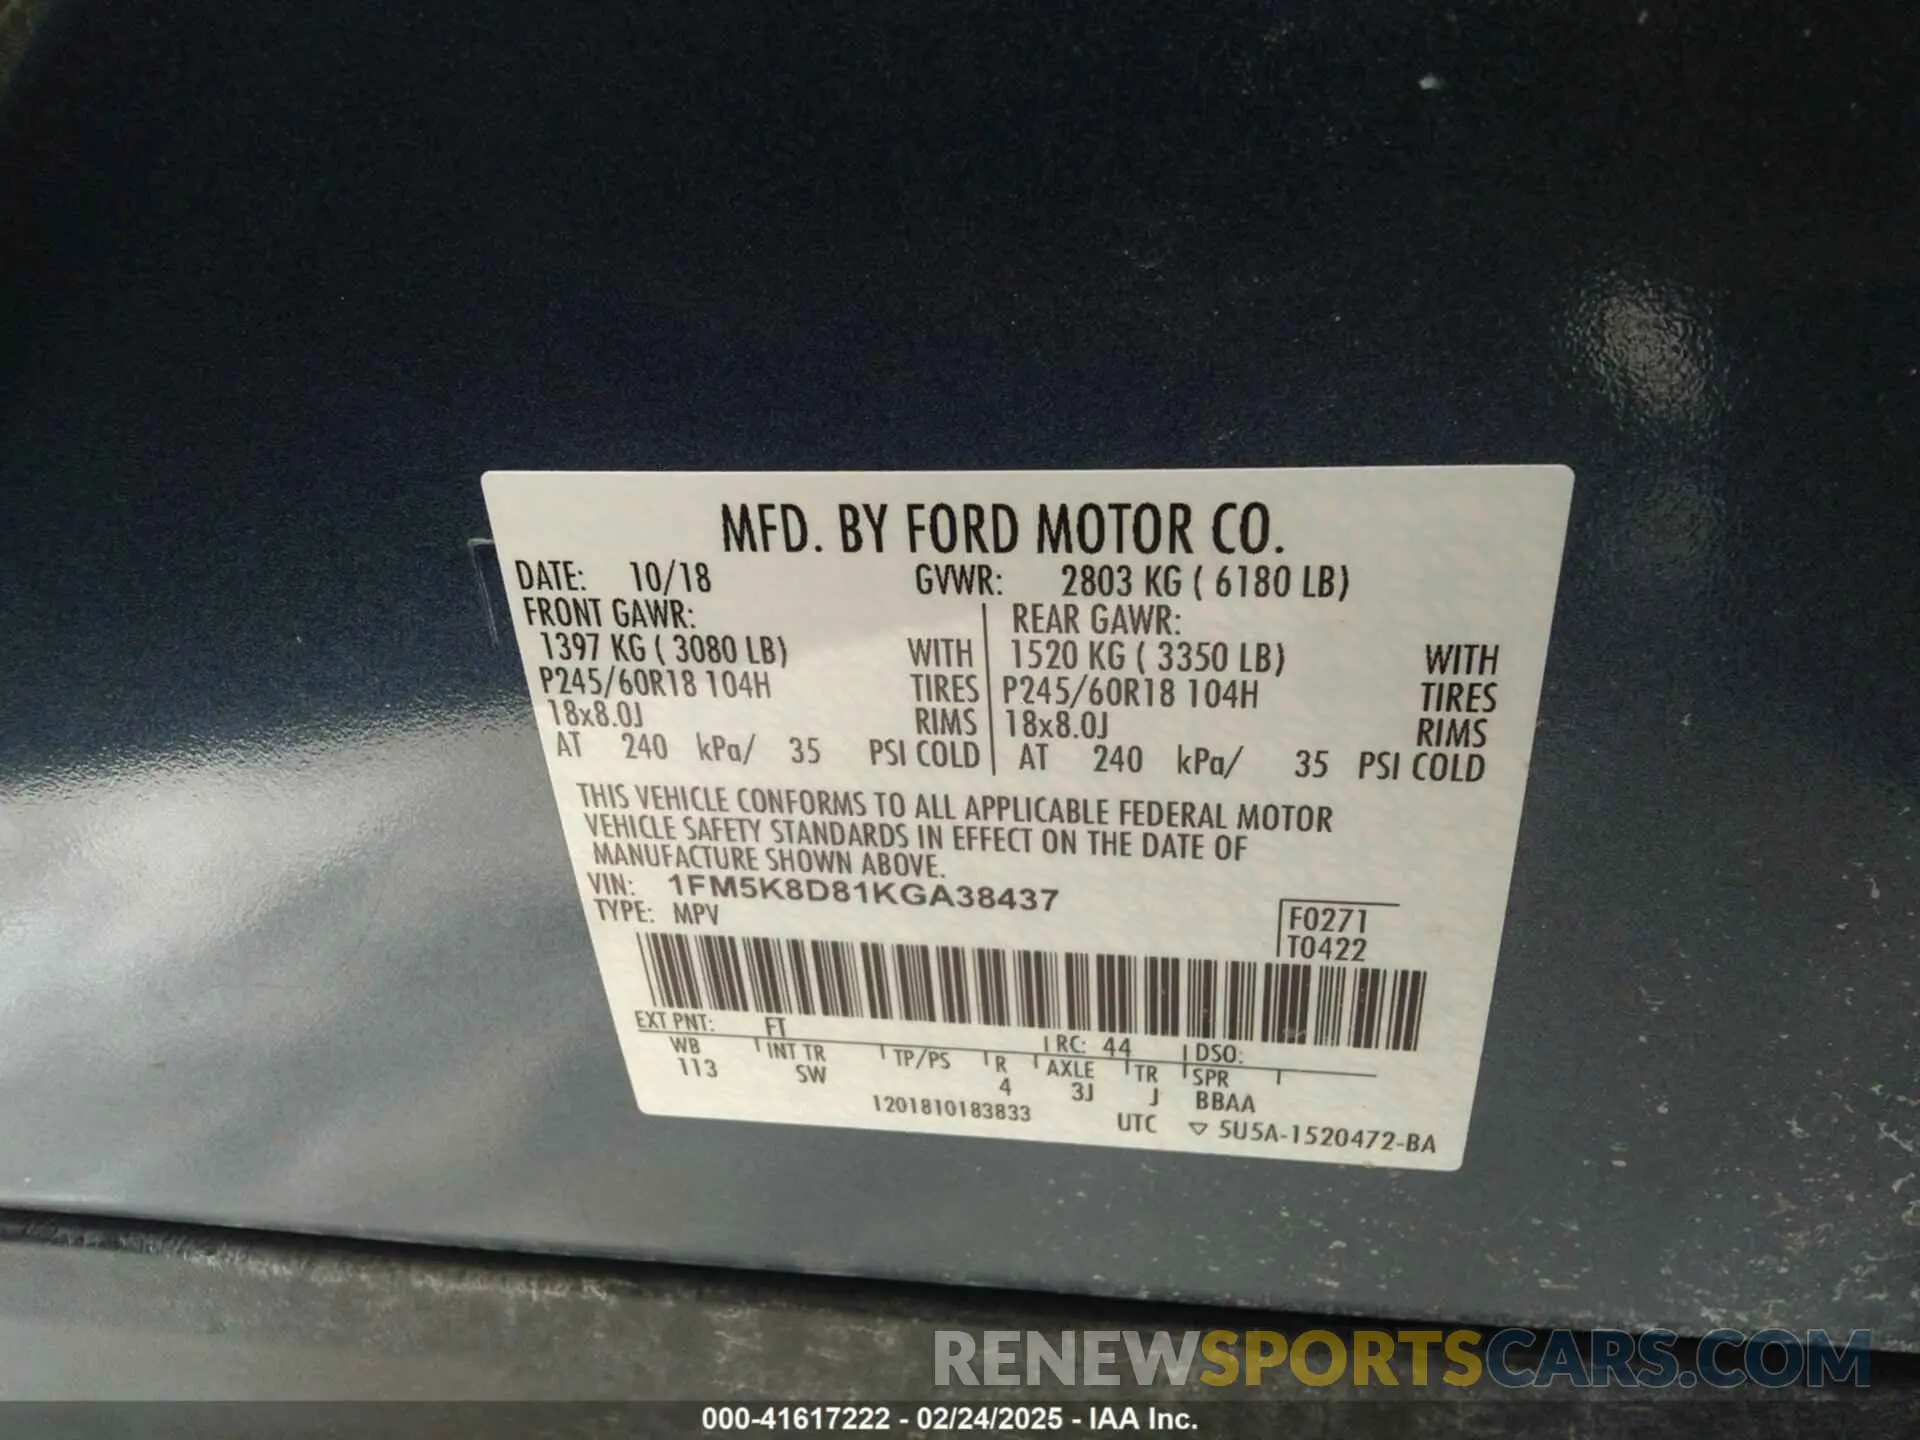 MFD. BY FORD MOTOR CO.
DATE: 10/18 GVWR: 2803 KG ( 6180 LB)
FRONT GAWR: REAR GAWR:
1397 KG ( 3080 LB) WITH 1520 KG ( 3350 LB) WITH
P245/60R18 104H TIRES P245/60R18 104H TIRES
18x8.0J RIMS 18x8.0J RIMS
AT 240 kPa/ 35 PSI COLD AT 240 kPa/ 35 PSI COLD
THIS VEHICLE CONFORMS TO ALL APPLICABLE FEDERAL MOTOR
VEHICLE SAFETY STANDARDS IN EFFECT ON THE DATE OF
MANUFACTURE SHOWN ABOVE.
VIN: 1FM5K8D81KGA38437
TYPE: MPV
F0271
T0422
EXT PNT: FT RC: 44 DSO:
WB INT TR TP/PS R AXLE TR SPR
113 SW 4 3J J BBAA
1201810183833 UTC ▽ 5U5A-1520472-BA
RENEWSPORTSCARS.COM
000-41617222 - 02/24/2025 - IAA Inc.